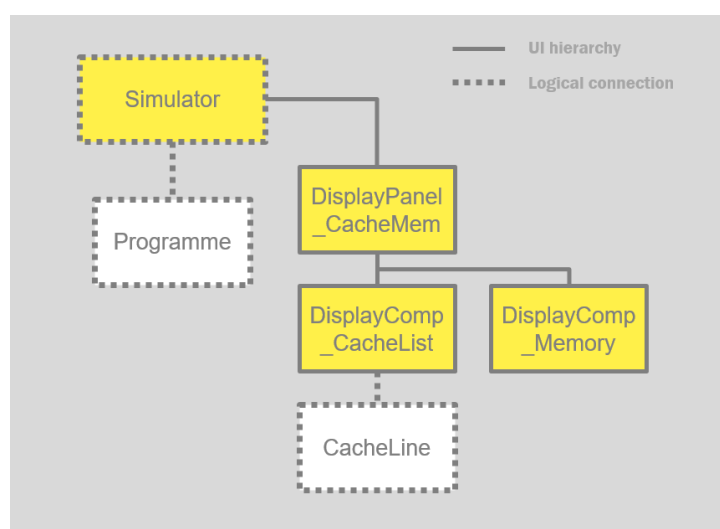 UI hierarchy
Logical connection
Simulator
Programme
DisplayPanel
_CacheMem
DisplayComp
_CacheList
DisplayComp
_Memory
CacheLine